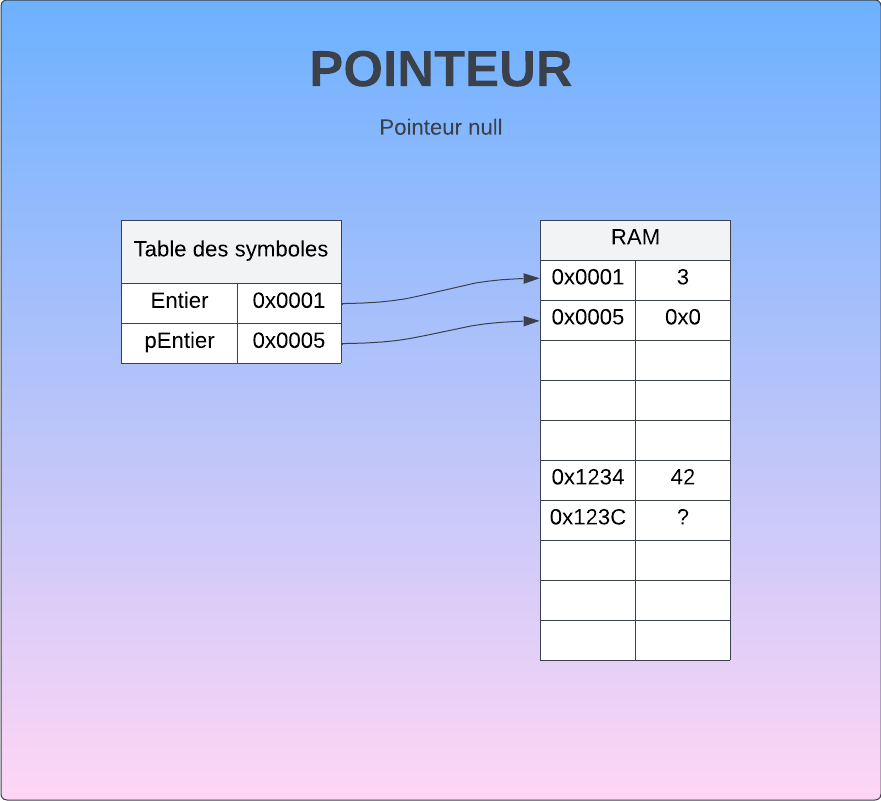 POINTEUR
Pointeur null
Table des symboles
Entier 0x0001
pEntier 0x0005
RAM
0x0001 3
0x0005 0x0
0x1234 42
0x123C ?